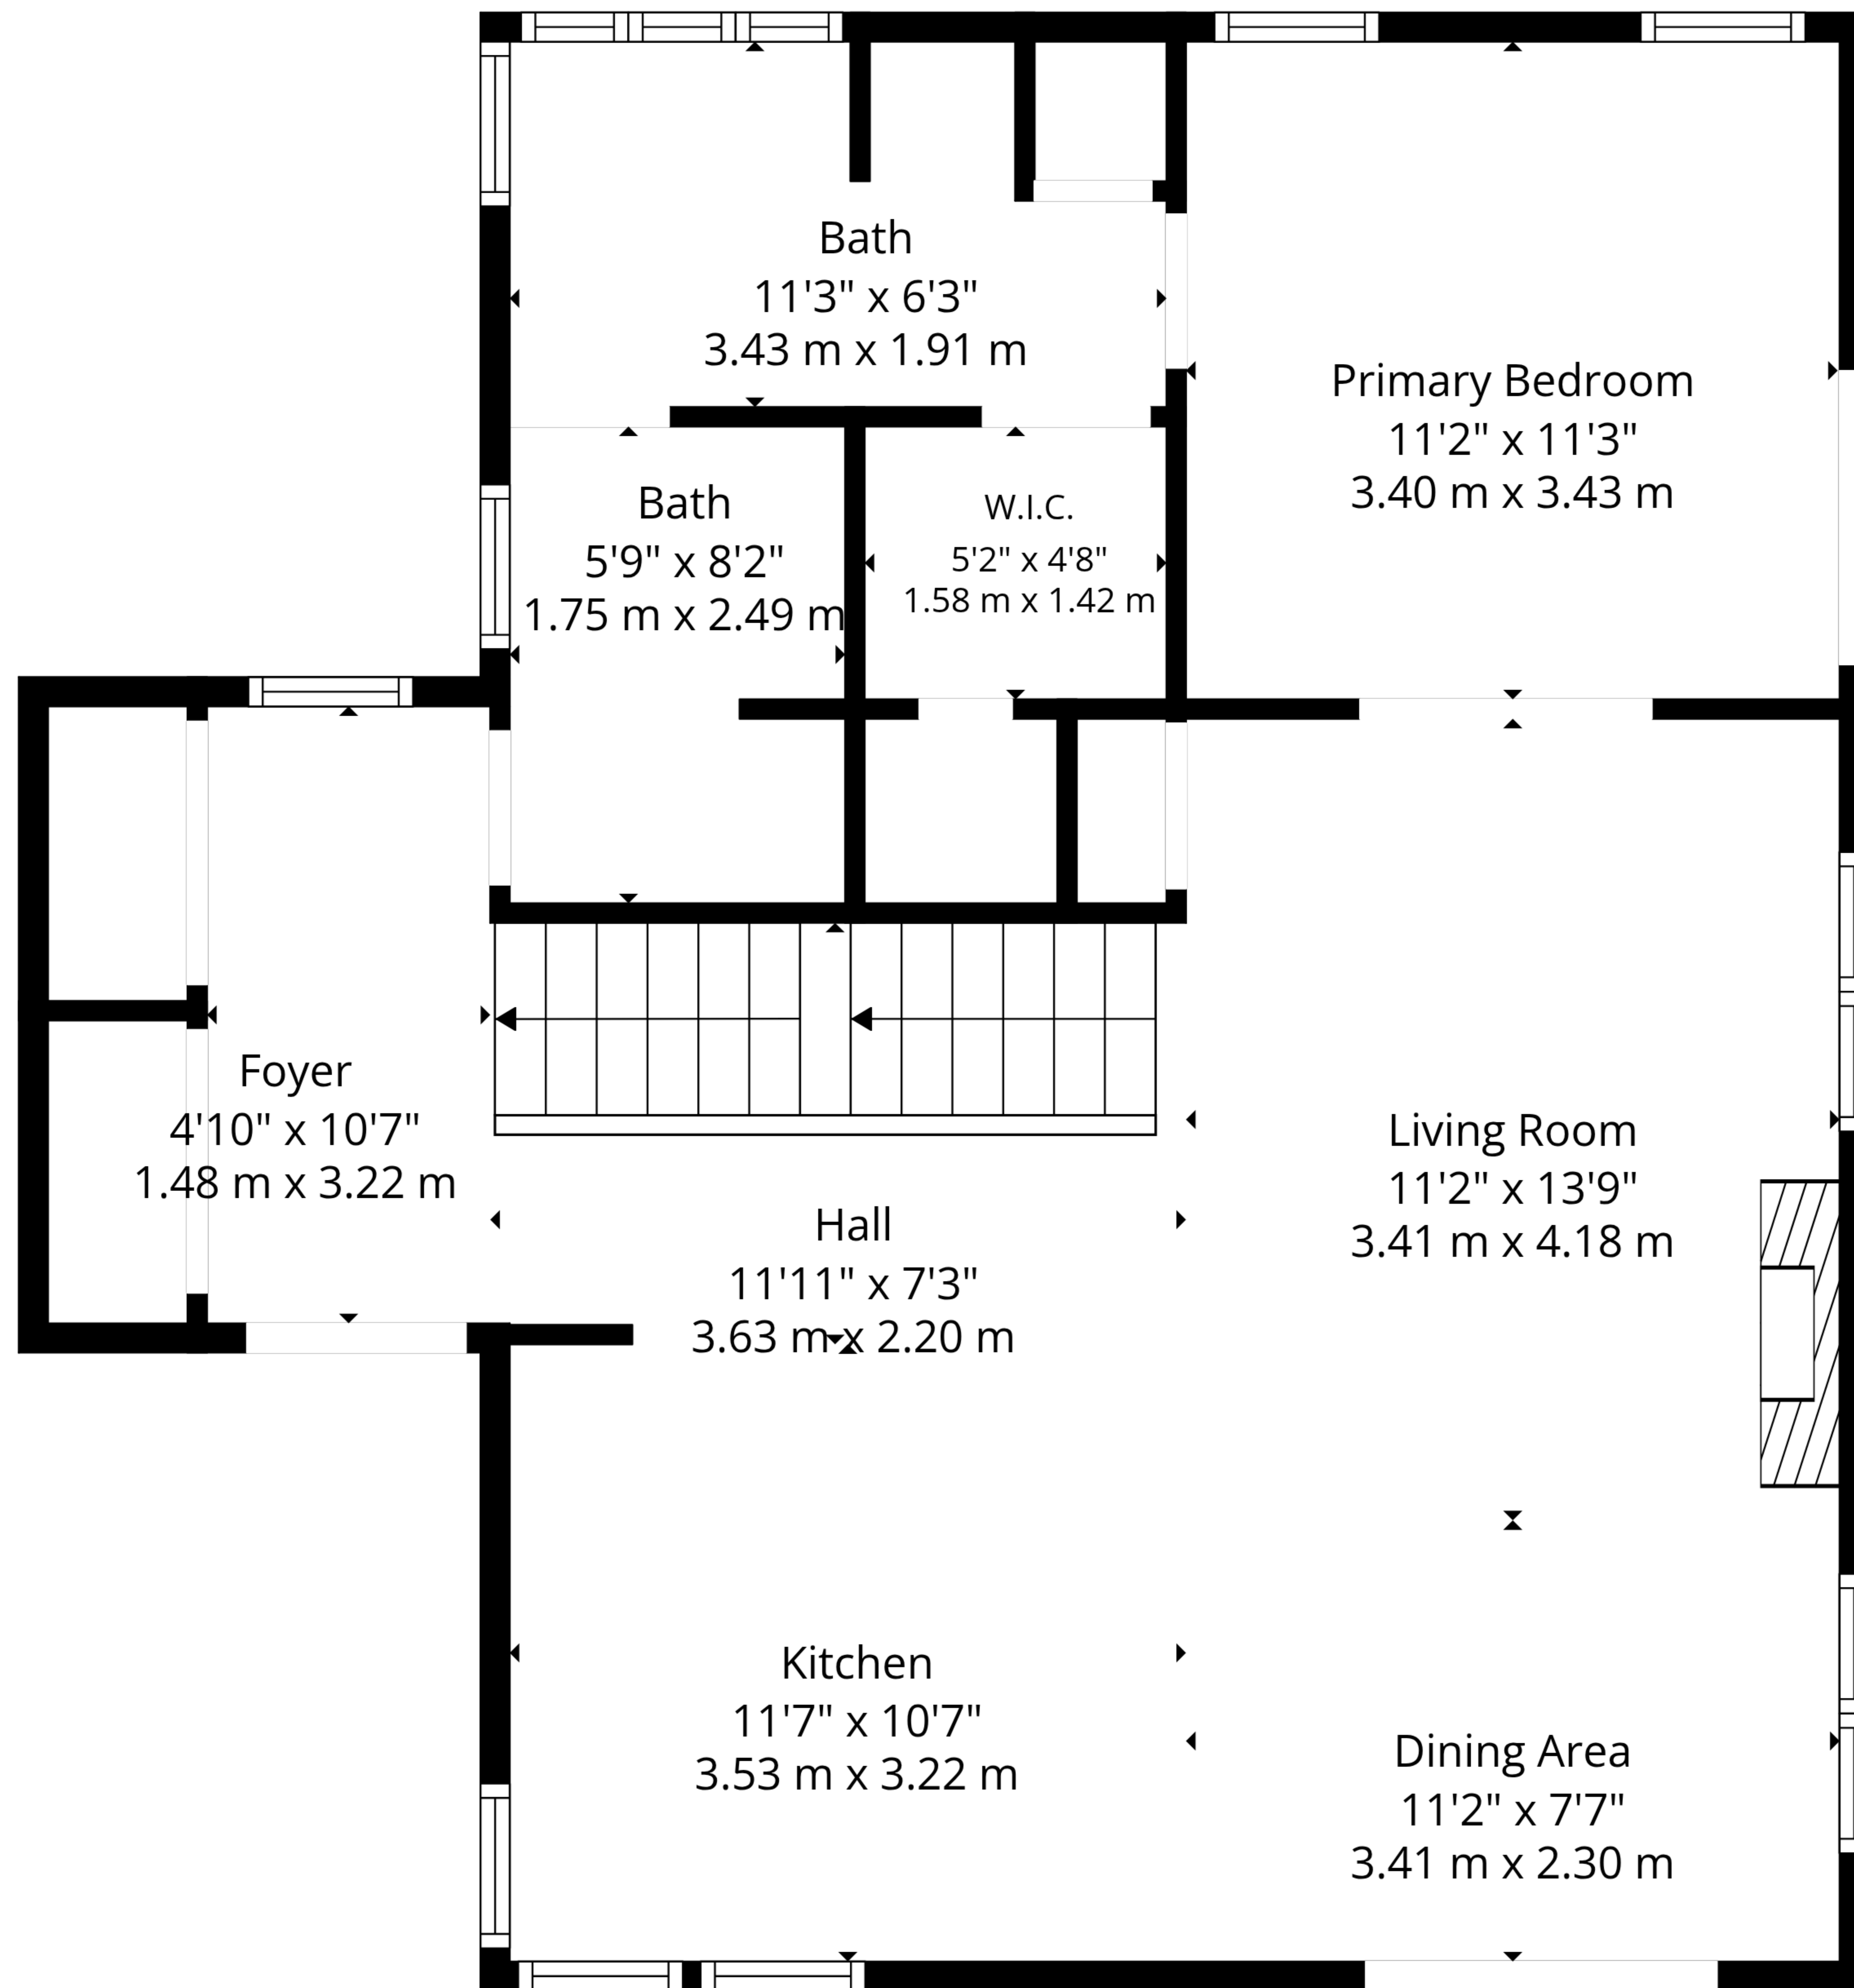 Bath
11'3" x 6'3"
3.43 m x 1.91 m
Primary Bedroom
11'2" x 11'3"
3.40 m x 3.43 m
Bath
5'9" x 8'2"
1.75 m x 2.49 m
W.I.C.
5'2" x 4'8"
1.58 m x 1.42 m
Foyer
4'10" x 10'7"
1.48 m x 3.22 m
Living Room
11'2" x 13'9"
3.41 m x 4.18 m
Hall
11'11" x 7'3"
3.63 m x 2.20 m
Kitchen
11'7" x 10'7"
3.53 m x 3.22 m
Dining Area
11'2" x 7'7"
3.41 m x 2.30 m